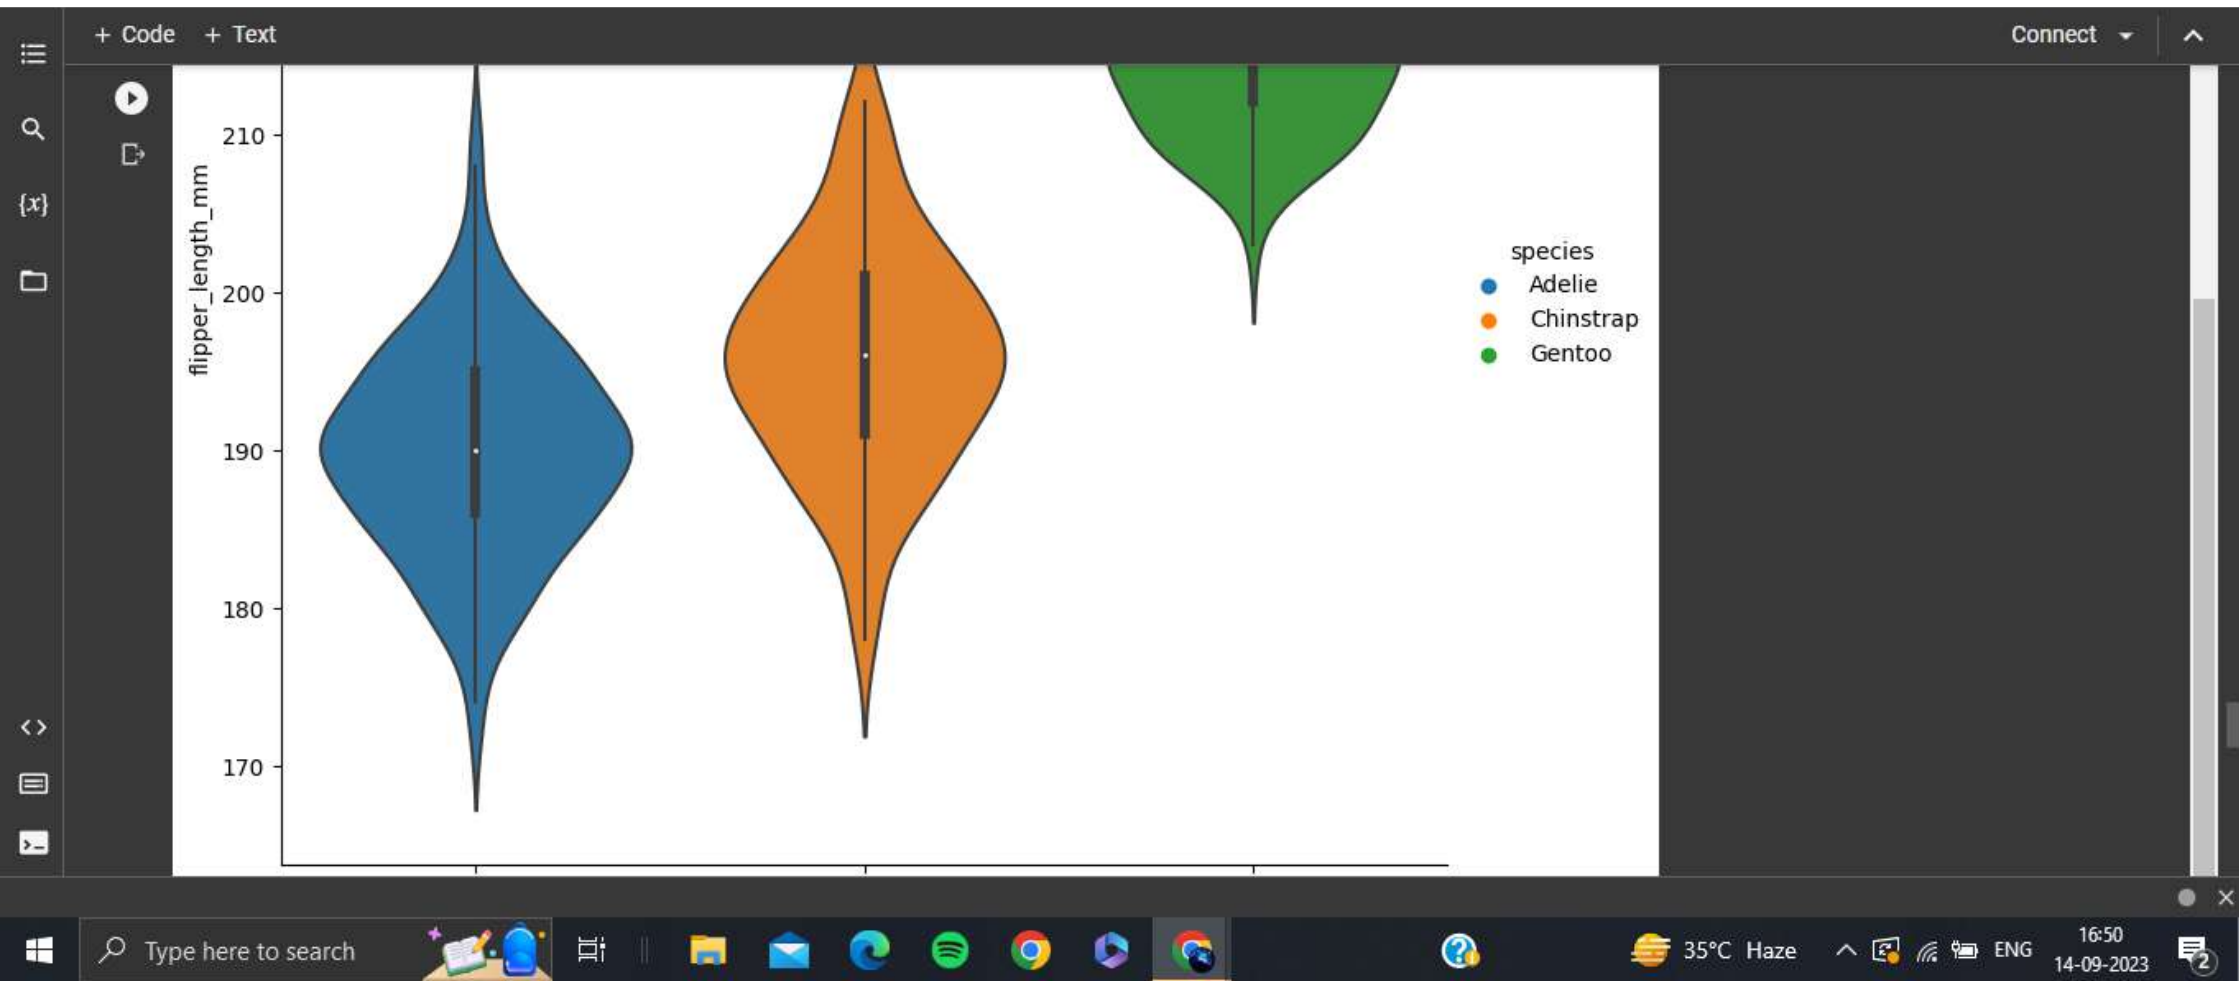 + Code + Text
Connect
{x}
210
200
190
180
170
flipper_length_mm
species
Adelie
Chinstrap
Gentoo
Type here to search
35°C Haze
ENG
16:50
14-09-2023
2